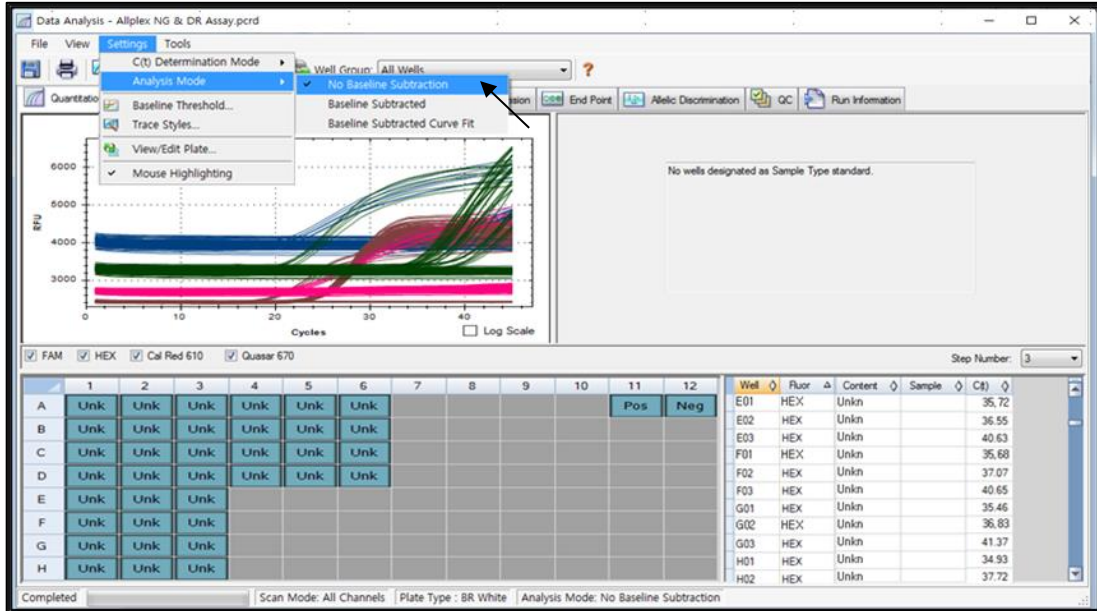 Data Analysis - Allplex NG & DR Assay.pcrd
File View Settings Tools
C(t) Determination Mode
Analysis Mode
Baseline Threshold...
Trace Styles...
View/Edit Plate...
Mouse Highlighting
No Baseline Subtraction
Baseline Subtracted
Baseline Subtracted Curve Fit
Well Group: All Wells
?
Quantitatio
ssion End Point Allelic Discrimination QC Run Information
RFU
6000
5000
4000
3000
0 10 20 30 40
Cycles
Log Scale
No wells designated as Sample Type standard.
FAM HEX Cal Red 610 Quasar 670
Step Number: 3
1 2 3 4 5 6 7 8 9 10 11 12
A Unk Unk Unk Unk Unk Unk Pos Neg
B Unk Unk Unk Unk Unk Unk
C Unk Unk Unk Unk Unk Unk
D Unk Unk Unk Unk Unk Unk
E Unk Unk Unk
F Unk Unk Unk
G Unk Unk Unk
H Unk Unk Unk
Well Fluor Content Sample C(t)
E01 HEX Unkn 35,72
E02 HEX Unkn 36.55
E03 HEX Unkn 40.63
F01 HEX Unkn 35,68
F02 HEX Unkn 37.07
F03 HEX Unkn 40.65
G01 HEX Unkn 35.46
G02 HEX Unkn 36,83
G03 HEX Unkn 41.37
H01 HEX Unkn 34.93
H02 HEX Unkn 37.72
Completed Scan Mode: All Channels Plate Type : BR White Analysis Mode: No Baseline Subtraction